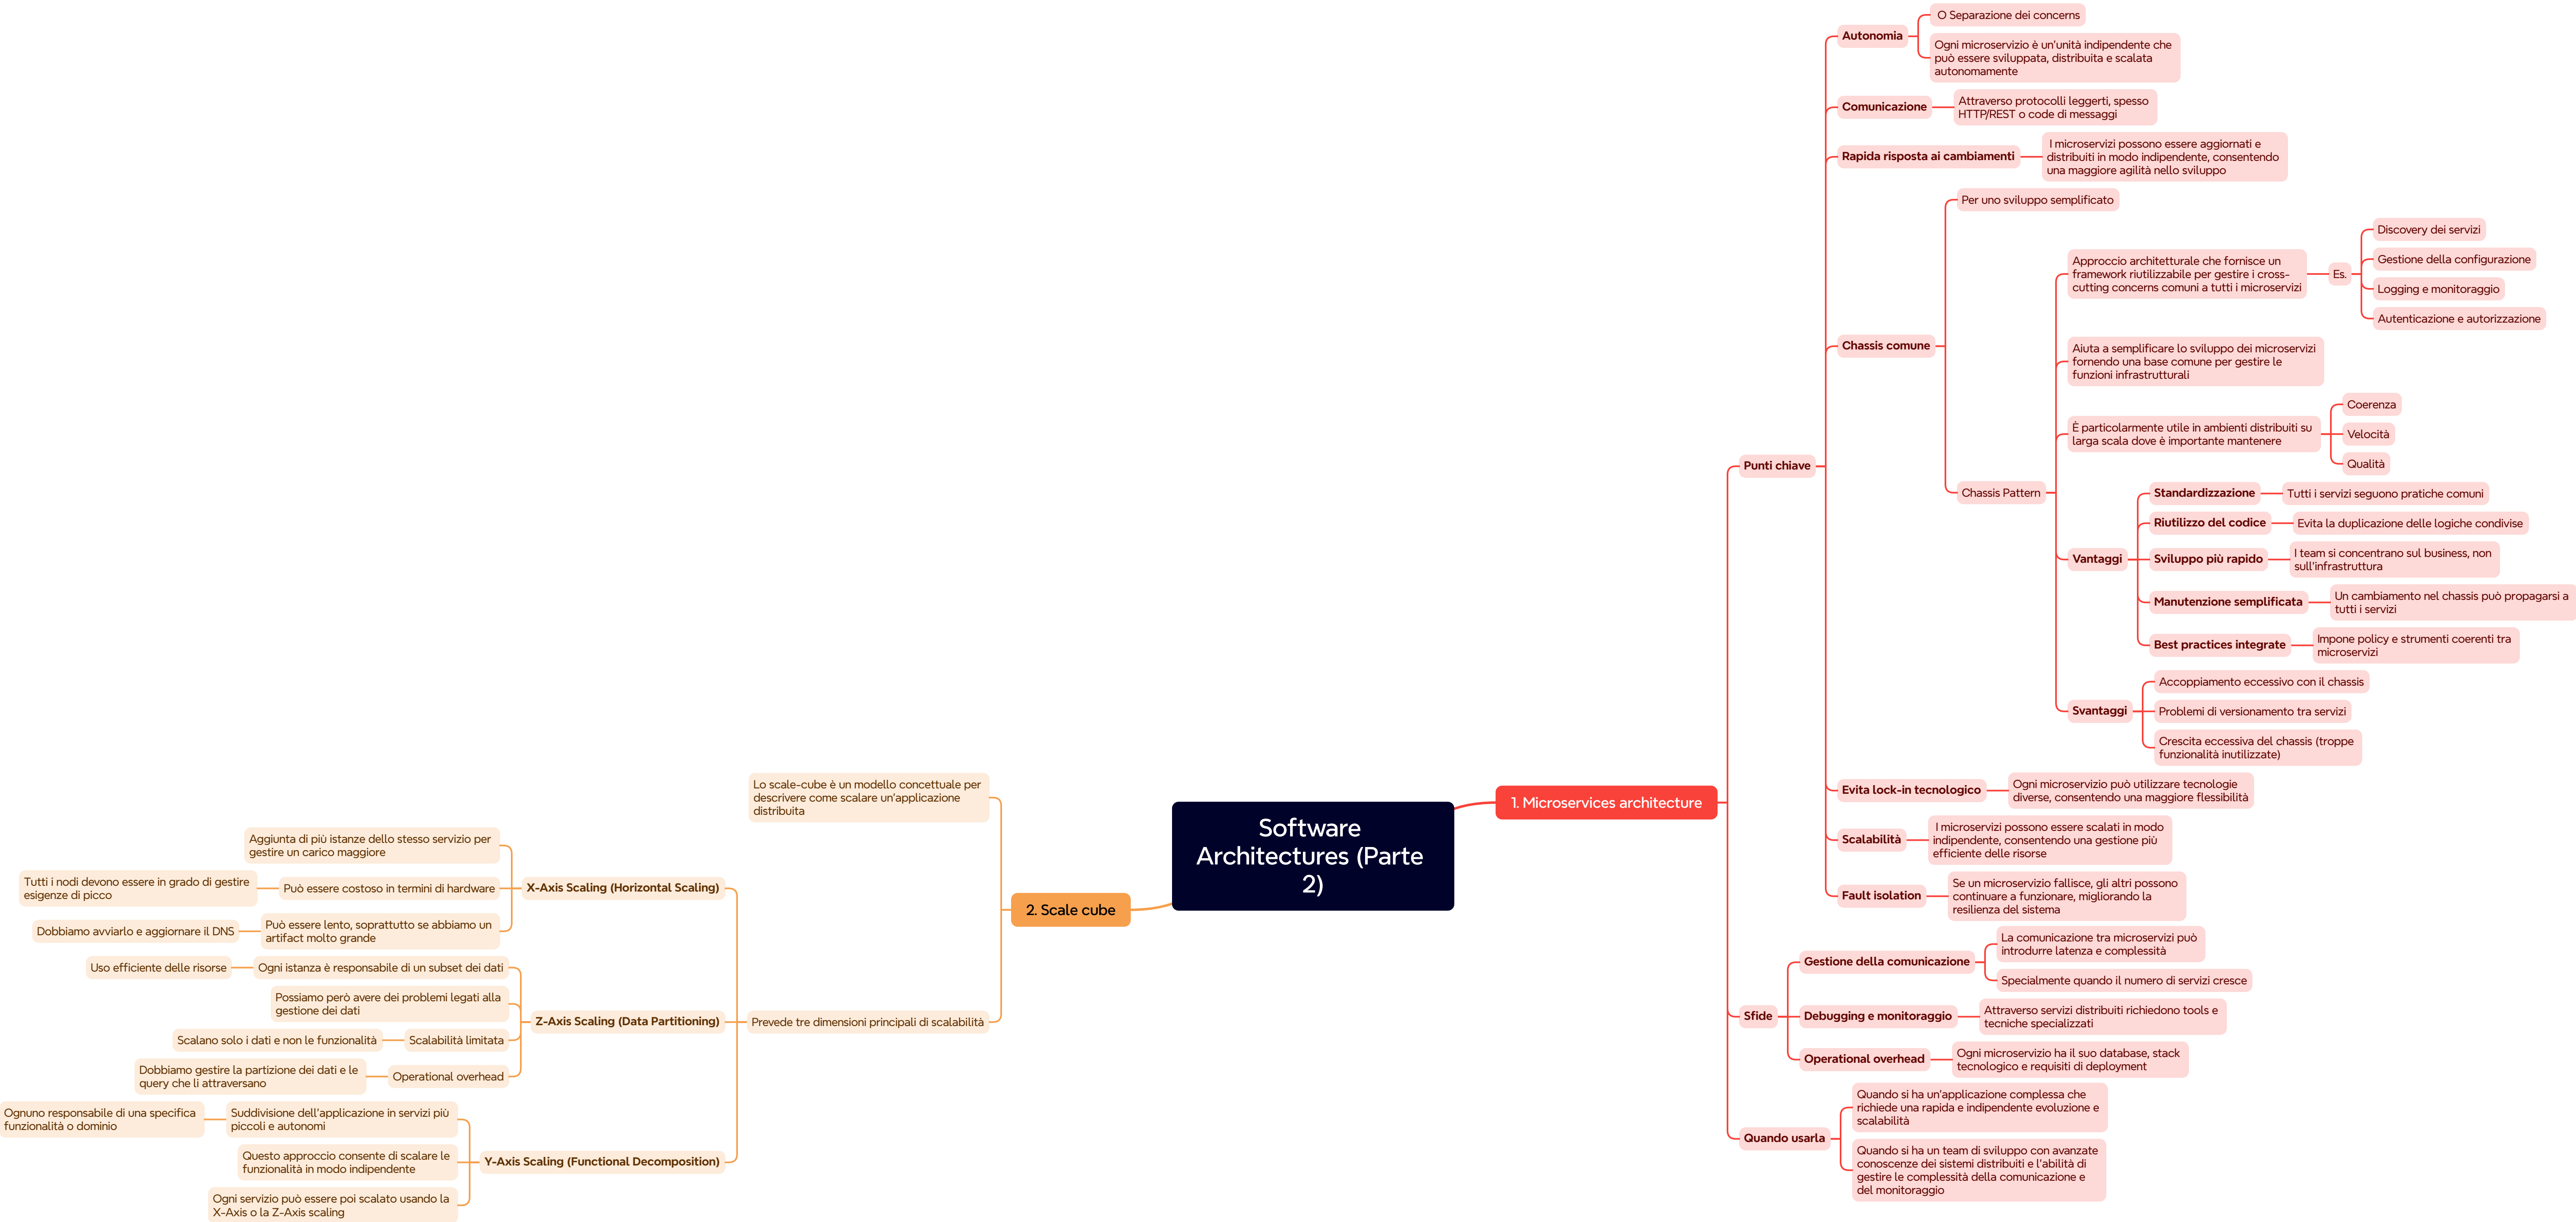 Software
Architectures (Parte
2)
1. Microservices architecture
Punti chiave
Autonomia
O Separazione dei concerns
Ogni microservizio è un'unità indipendente che
può essere sviluppata, distribuita e scalata
autonomamente
Comunicazione
Attraverso protocolli leggerti, spesso
HTTP/REST o code di messaggi
Rapida risposta ai cambiamenti
I microservizi possono essere aggiornati e
distribuiti in modo indipendente, consentendo
una maggiore agilità nello sviluppo
Chassis comune
Per uno sviluppo semplificato
Chassis Pattern
Approccio architetturale che fornisce un
framework riutilizzabile per gestire i cross-
cutting concerns comuni a tutti i microservizi
Es.
Discovery dei servizi
Gestione della configurazione
Logging e monitoraggio
Autenticazione e autorizzazione
Aiuta a semplificare lo sviluppo dei microservizi
fornendo una base comune per gestire le
funzioni infrastrutturali
È particolarmente utile in ambienti distribuiti su
larga scala dove è importante mantenere
Coerenza
Velocità
Qualità
Vantaggi
Standardizzazione
Tutti i servizi seguono pratiche comuni
Riutilizzo del codice
Evita la duplicazione delle logiche condivise
Sviluppo più rapido
I team si concentrano sul business, non
sull'infrastruttura
Manutenzione semplificata
Un cambiamento nel chassis può propagarsi a
tutti i servizi
Best practices integrate
Impone policy e strumenti coerenti tra
microservizi
Svantaggi
Accoppiamento eccessivo con il chassis
Problemi di versionamento tra servizi
Crescita eccessiva del chassis (troppe
funzionalità inutilizzate)
Evita lock-in tecnologico
Ogni microservizio può utilizzare tecnologie
diverse, consentendo una maggiore flessibilità
Scalabilità
I microservizi possono essere scalati in modo
indipendente, consentendo una gestione più
efficiente delle risorse
Fault isolation
Se un microservizio fallisce, gli altri possono
continuare a funzionare, migliorando la
resilienza del sistema
Sfide
Gestione della comunicazione
La comunicazione tra microservizi può
introdurre latenza e complessità
Specialmente quando il numero di servizi cresce
Debugging e monitoraggio
Attraverso servizi distribuiti richiedono tools e
tecniche specializzati
Operational overhead
Ogni microservizio ha il suo database, stack
tecnologico e requisiti di deployment
Quando usarla
Quando si ha un'applicazione complessa che
richiede una rapida e indipendente evoluzione e
scalabilità
Quando si ha un team di sviluppo con avanzate
conoscenze dei sistemi distribuiti e l'abilità di
gestire le complessità della comunicazione e
del monitoraggio
2. Scale cube
Lo scale-cube è un modello concettuale per
descrivere come scalare un'applicazione
distribuita
Prevede tre dimensioni principali di scalabilità
X-Axis Scaling (Horizontal Scaling)
Aggiunta di più istanze dello stesso servizio per
gestire un carico maggiore
Può essere costoso in termini di hardware
Tutti i nodi devono essere in grado di gestire
esigenze di picco
Può essere lento, soprattutto se abbiamo un
artifact molto grande
Dobbiamo avviarlo e aggiornare il DNS
Z-Axis Scaling (Data Partitioning)
Ogni istanza è responsabile di un subset dei dati
Uso efficiente delle risorse
Possiamo però avere dei problemi legati alla
gestione dei dati
Scalabilità limitata
Scalano solo i dati e non le funzionalità
Operational overhead
Dobbiamo gestire la partizione dei dati e le
query che li attraversano
Y-Axis Scaling (Functional Decomposition)
Suddivisione dell'applicazione in servizi più
piccoli e autonomi
Ognuno responsabile di una specifica
funzionalità o dominio
Questo approccio consente di scalare le
funzionalità in modo indipendente
Ogni servizio può essere poi scalato usando la
X-Axis o la Z-Axis scaling